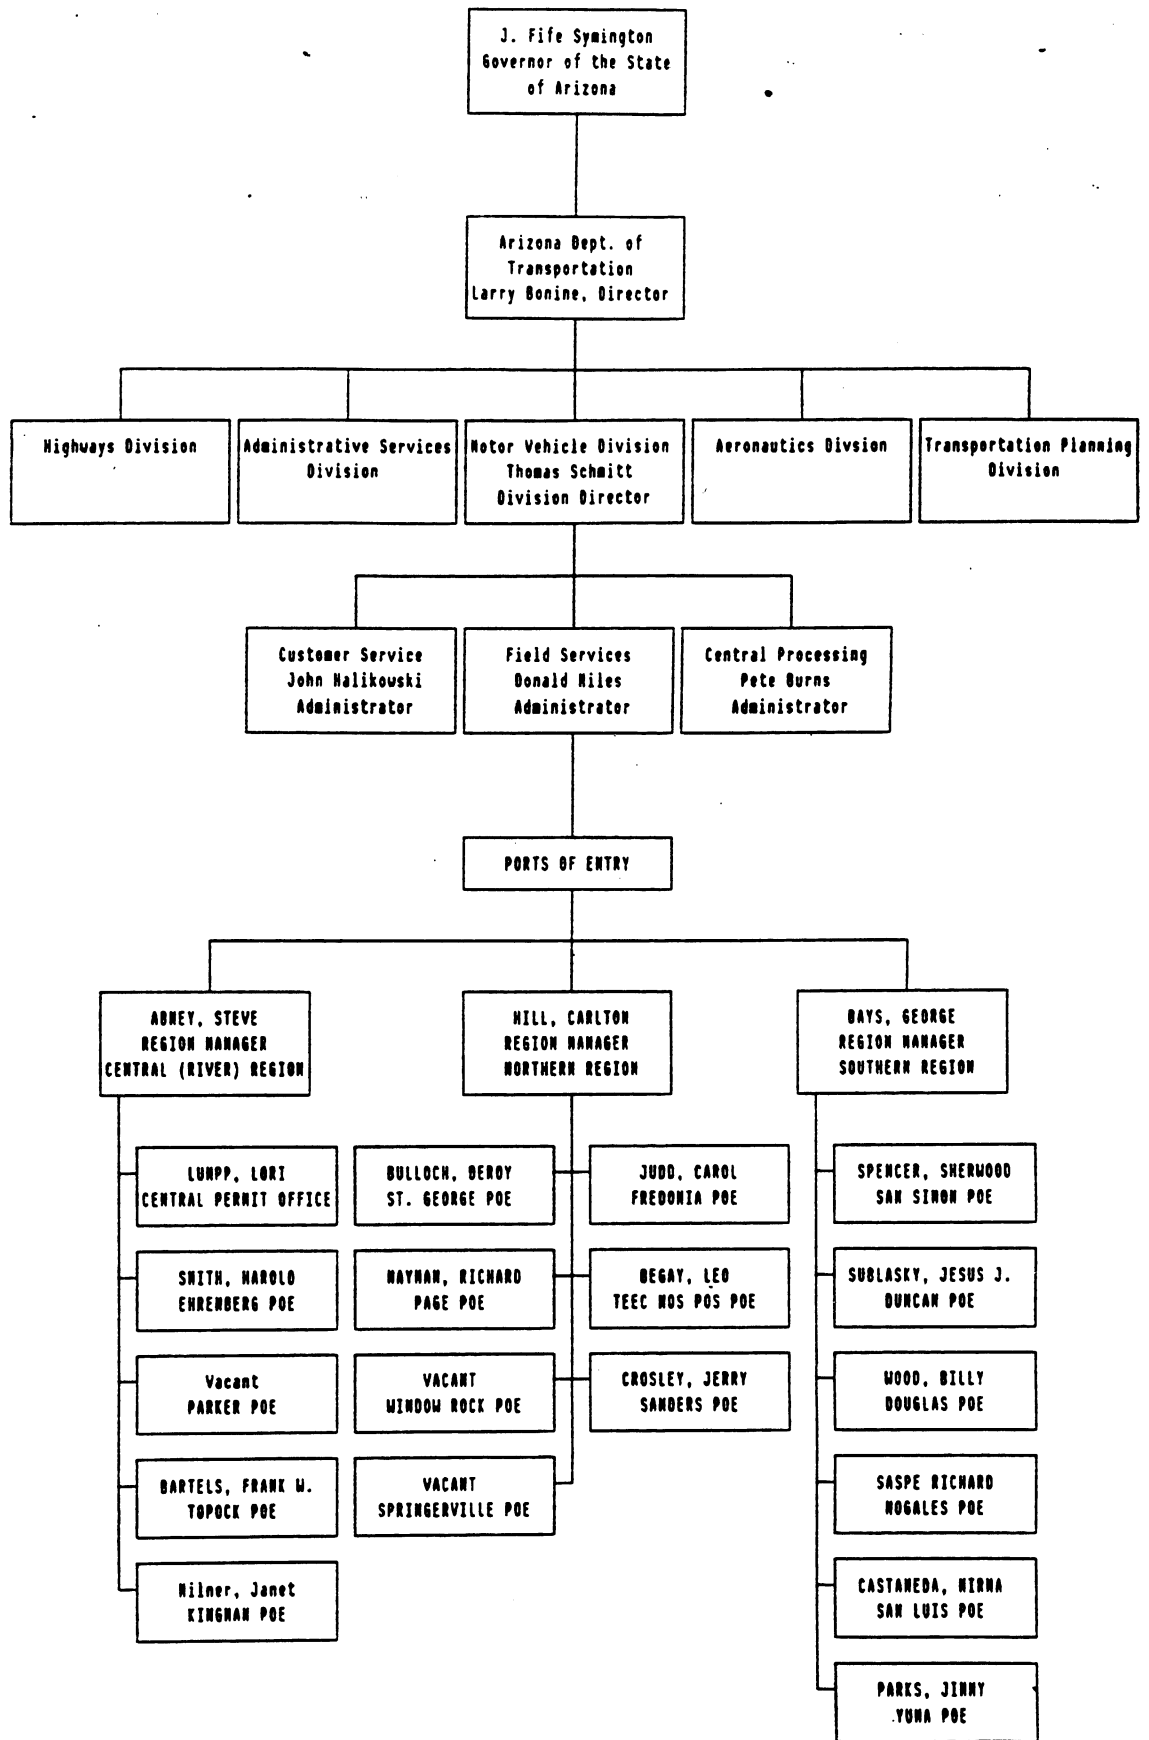 J. Fife Symington
Governor of the State
of Arizona
Arizona Dept. of
Transportation
Larry Bonine, Director
Highways Division
Administrative Services
Division
Motor Vehicle Division
Thomas Schmitt
Division Director
Aeronautics Divsion
Transportation Planning
Division
Customer Service
John Halikowski
Administrator
Field Services
Donald Miles
Administrator
Central Processing
Pete Burns
Administrator
PORTS OF ENTRY
ABNEY, STEVE
REGION MANAGER
CENTRAL (RIVER) REGION
HILL, CARLTON
REGION MANAGER
NORTHERN REGION
BAYS, GEORGE
REGION MANAGER
SOUTHERN REGION
LUMPP, LORI
CENTRAL PERMIT OFFICE
SMITH, HAROLD
EHRENBERG POE
Vacant
PARKER POE
BARTELS, FRANK W.
TOPOCK POE
Milner, Janet
KINGMAN POE
BULLOCH, DEROY
ST. GEORGE POE
JUDD, CAROL
FREDONIA POE
, RICHARD
PAGE POE
BEGAY, LEO
TEEC NOS POS POE
VACANT
WINDOW ROCK POE
CROSLEY, JERRY
SANDERS POE
VACANT
SPRINGERVILLE POE
SPENCER, SHERWOOD
SAN SIMON POE
SUBLASKY, JESUS J.
DUNCAN POE
WOOD, BILLY
DOUGLAS POE
SASPE RICHARD
NOGALES POE
CASTANEDA, MIRNA
SAN LUIS POE
PARKS, JIMMY
YUMA POE